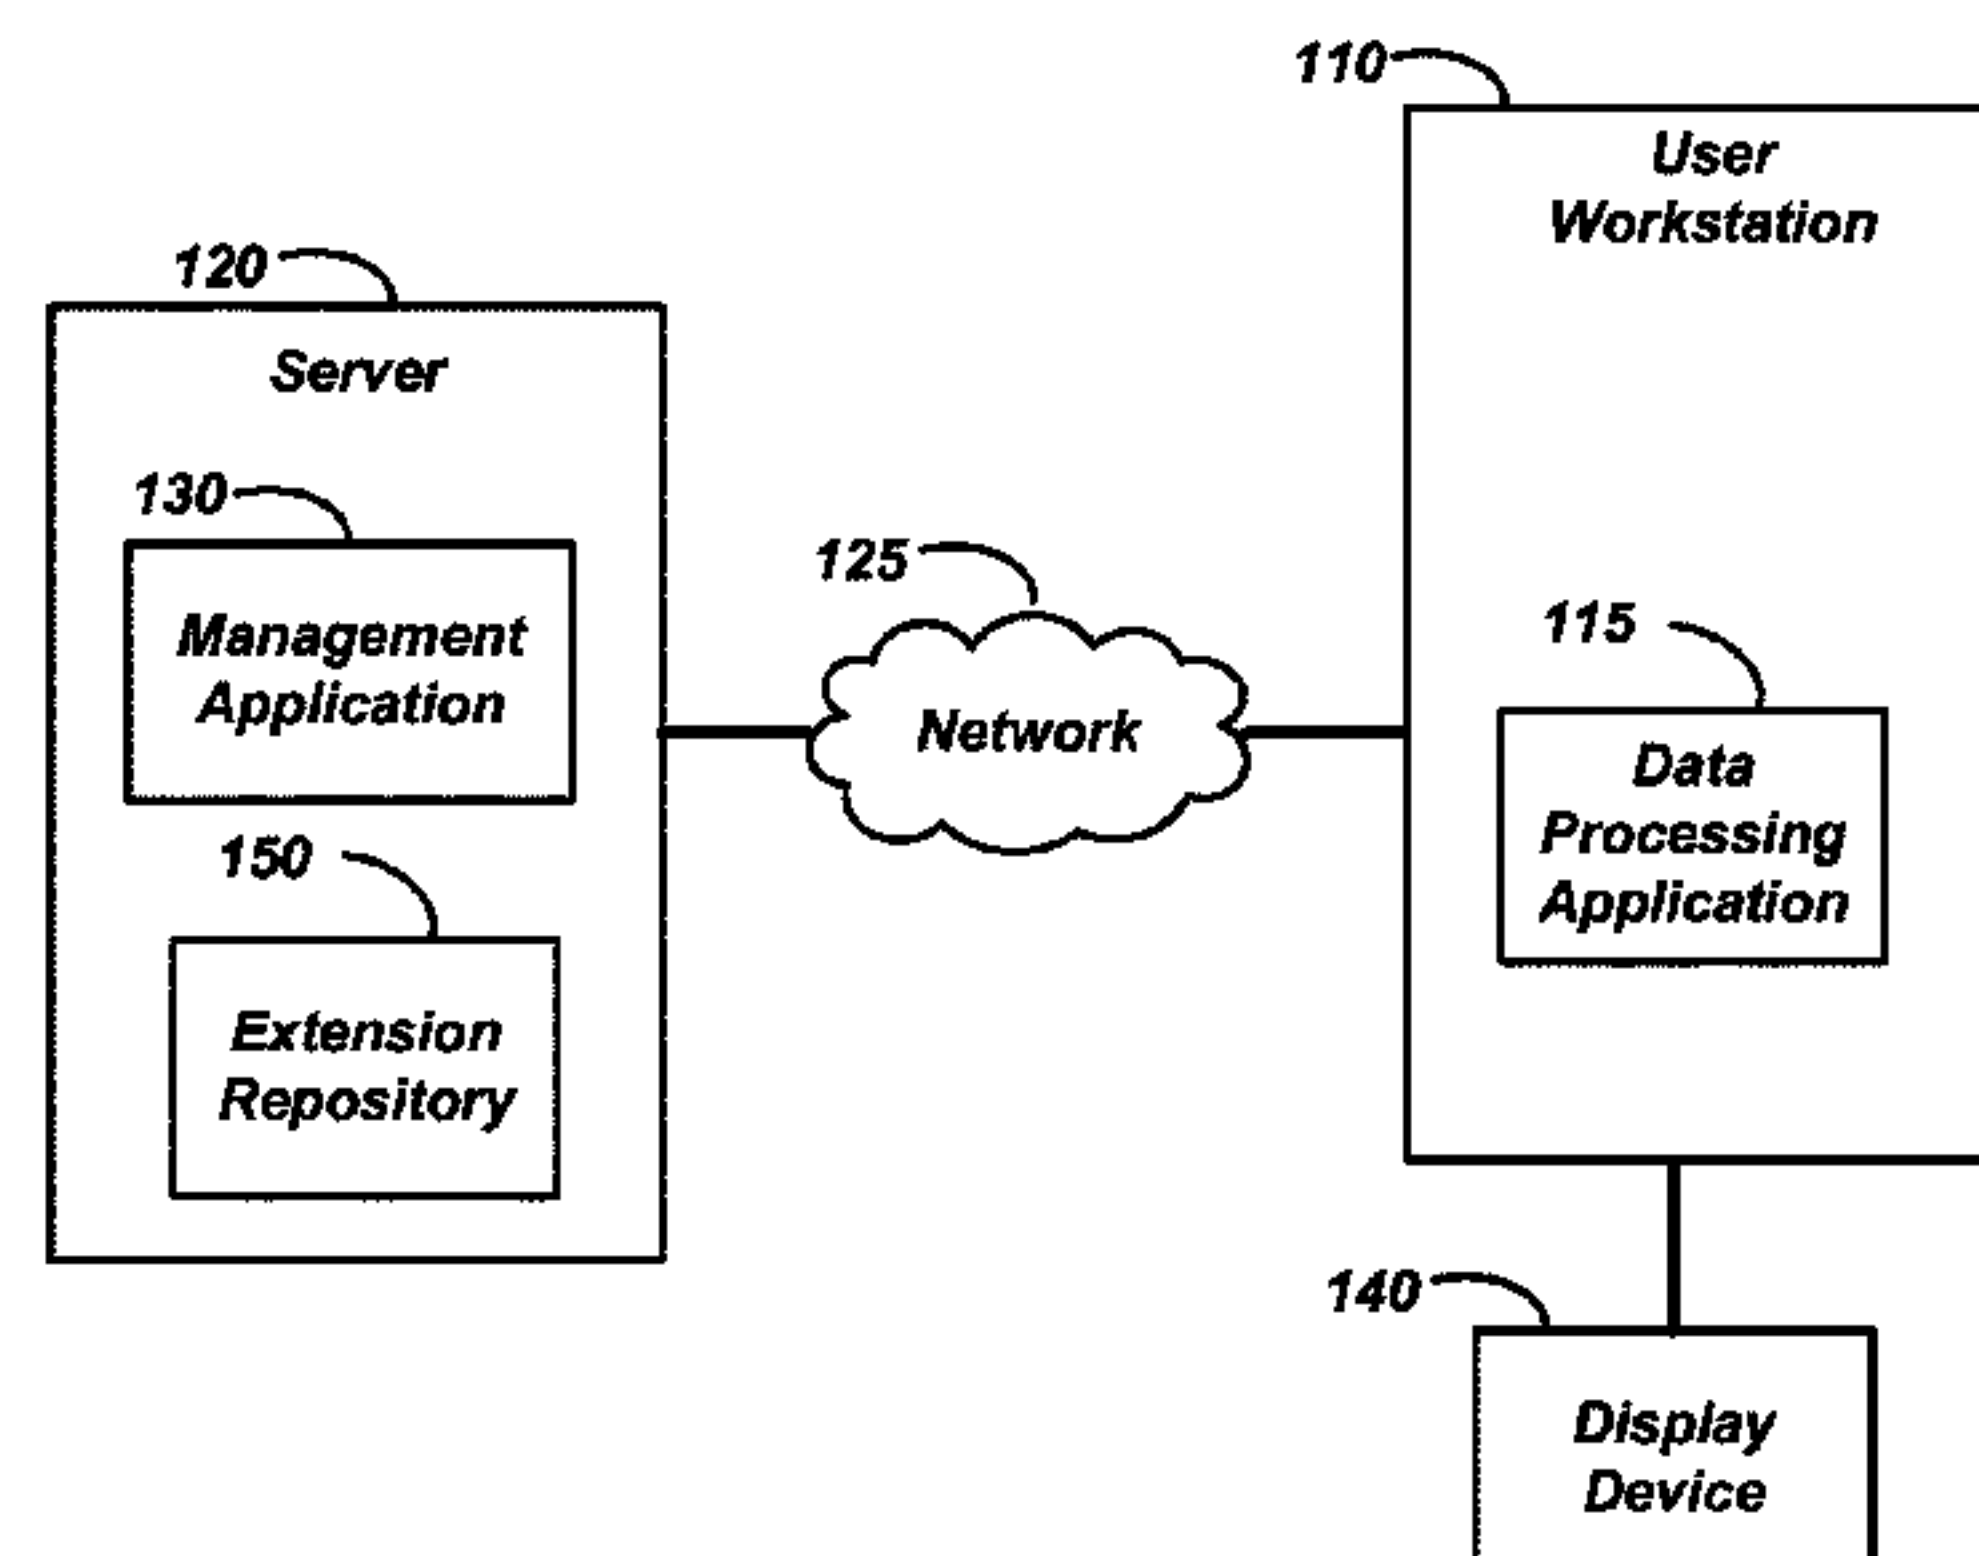 110
User
Workstation
120
Server
130
Management
Application
125
Network
115
Data
Processing
Application
150
Extension
Repository
140
Display
Device